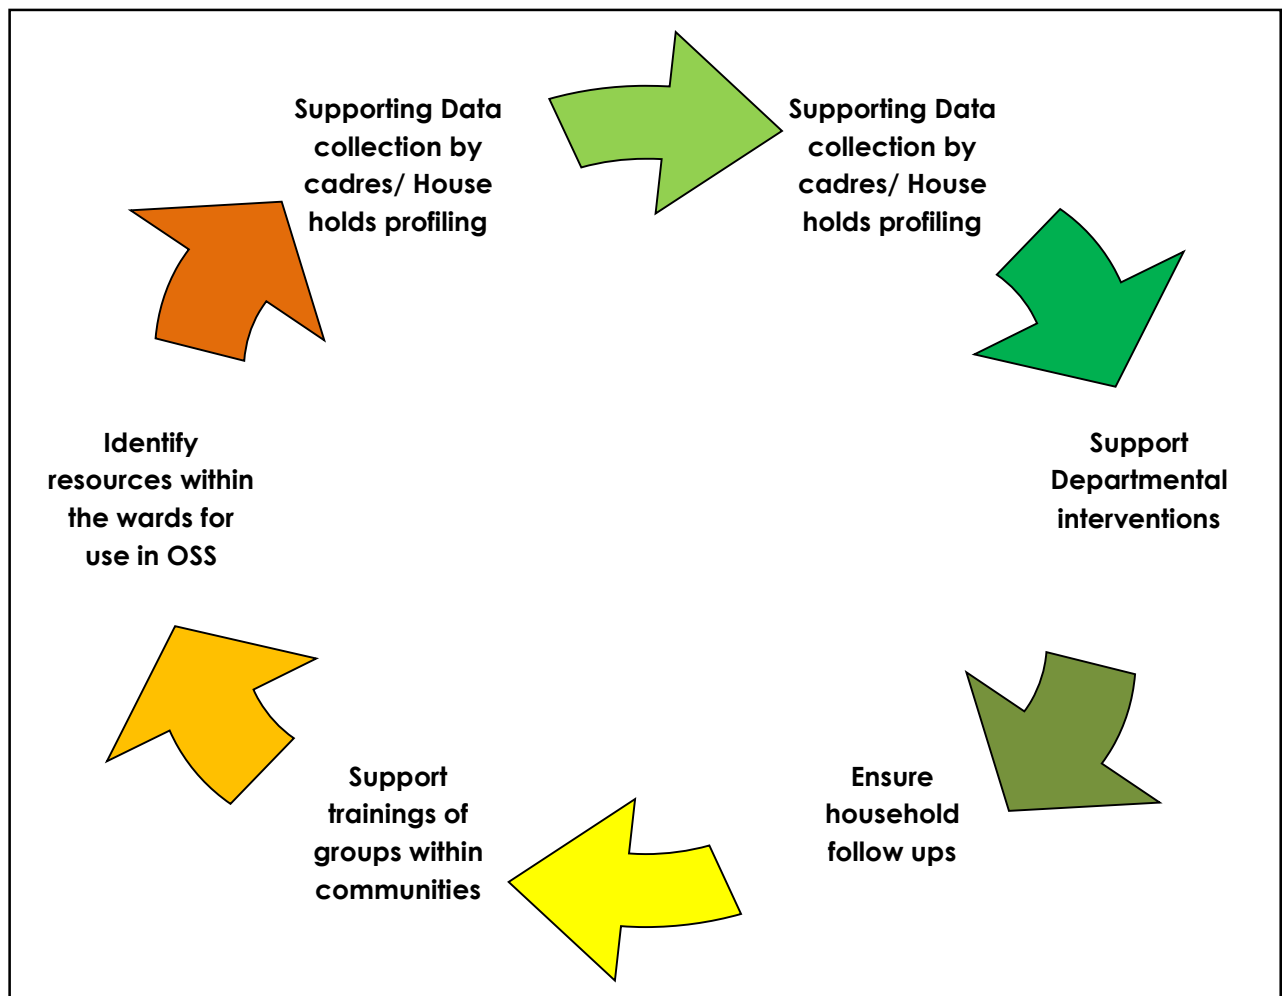 Supporting Data
collection by
cadres/ House
holds profiling
Supporting Data
collection by
cadres/ House
holds profiling
Support
Departmental
interventions
Ensure
household
follow ups
Support
trainings of
groups within
communities
Identify
resources within
the wards for
use in OSS